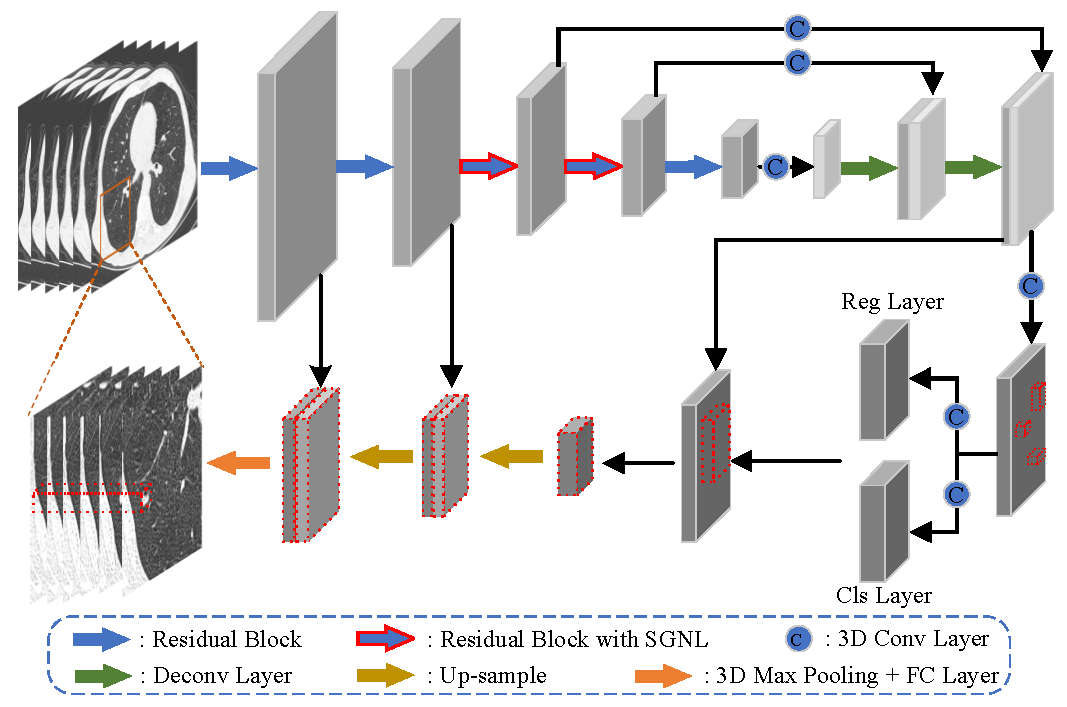 C
C
C
C
Reg Layer
C
C
Cls Layer
: Residual Block
: Residual Block with SGNL
C : 3D Conv Layer
: Deconv Layer
: Up-sample
: 3D Max Pooling + FC Layer